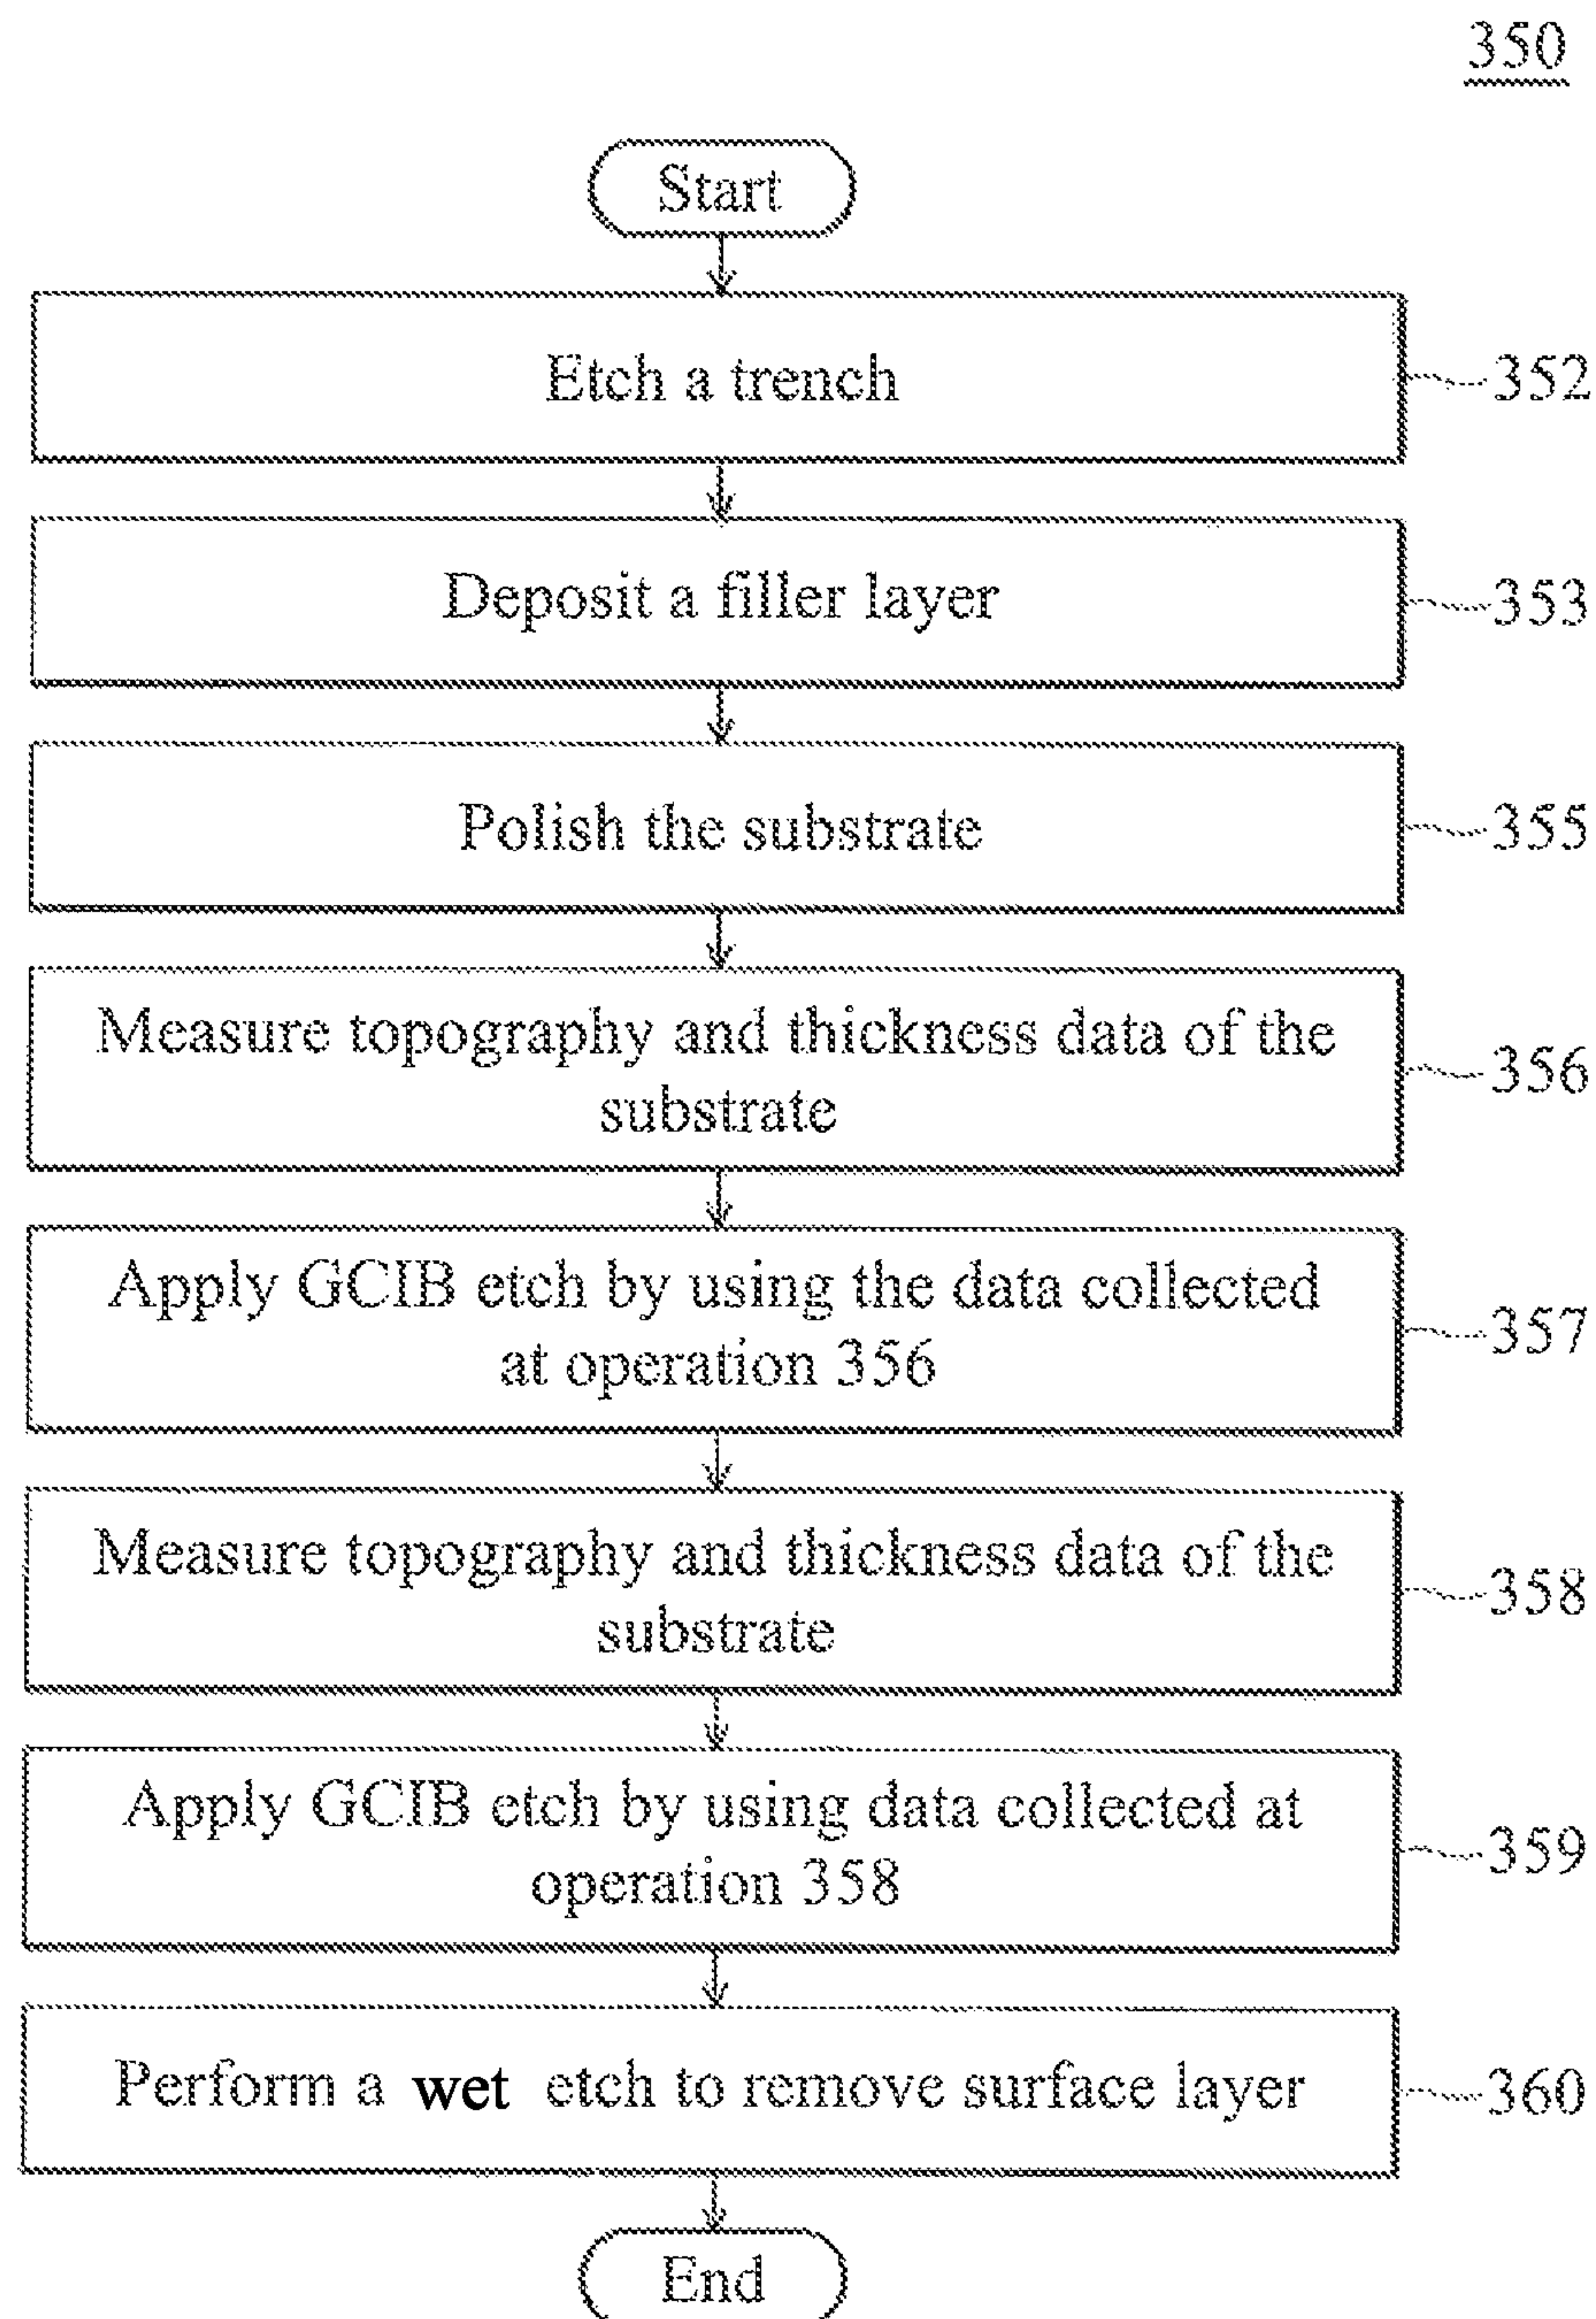 350
Start
Etch a trench
352
Deposit a filler layer
353
Polish the substrate
355
Measure topography and thickness data of the
substrate
356
Apply GCIB etch by using the data collected
at operation 356
357
Measure topography and thickness data of the
substrate
358
Apply GCIB etch by using data collected at
operation 358
359
Perform a wet etch to remove surface layer
360
End